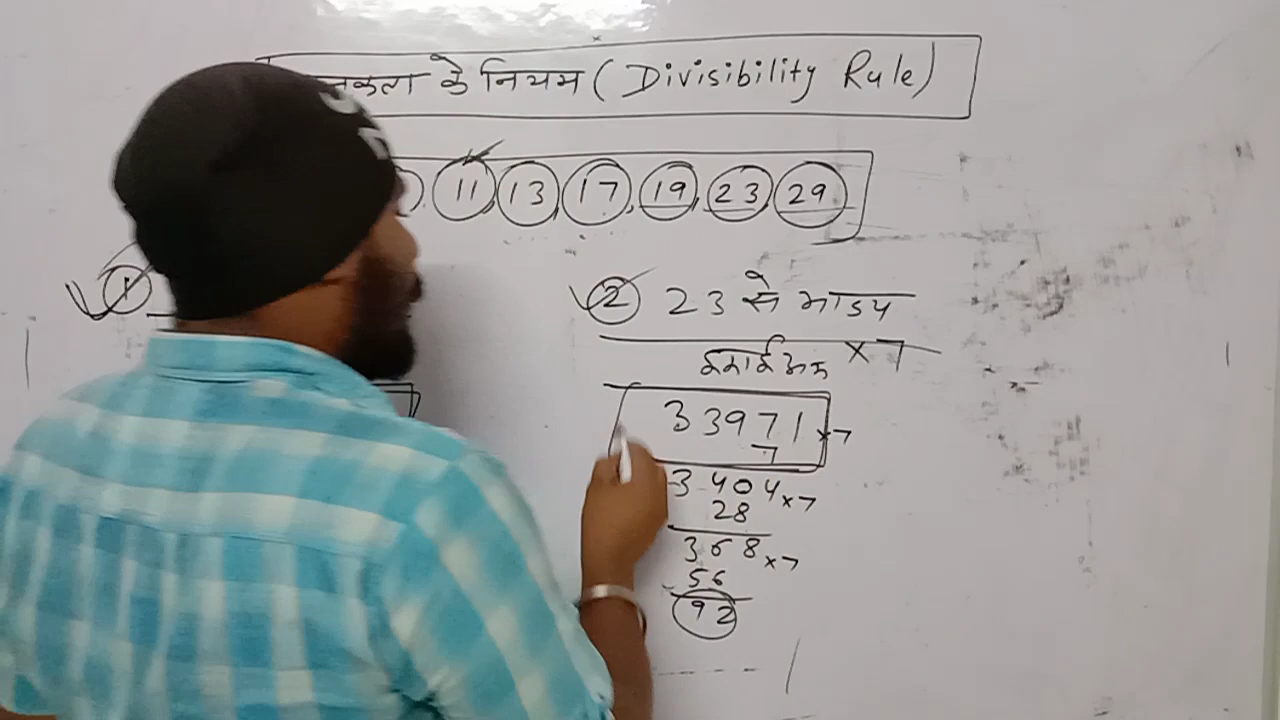 के नियम ( Divisibility Rule )
11, 13, 17, 19, 23, 29
1
2 23 से भाज्य
इकाई अंक × 7
33971 × 7
7
3404 × 7
28
368 × 7
56
92